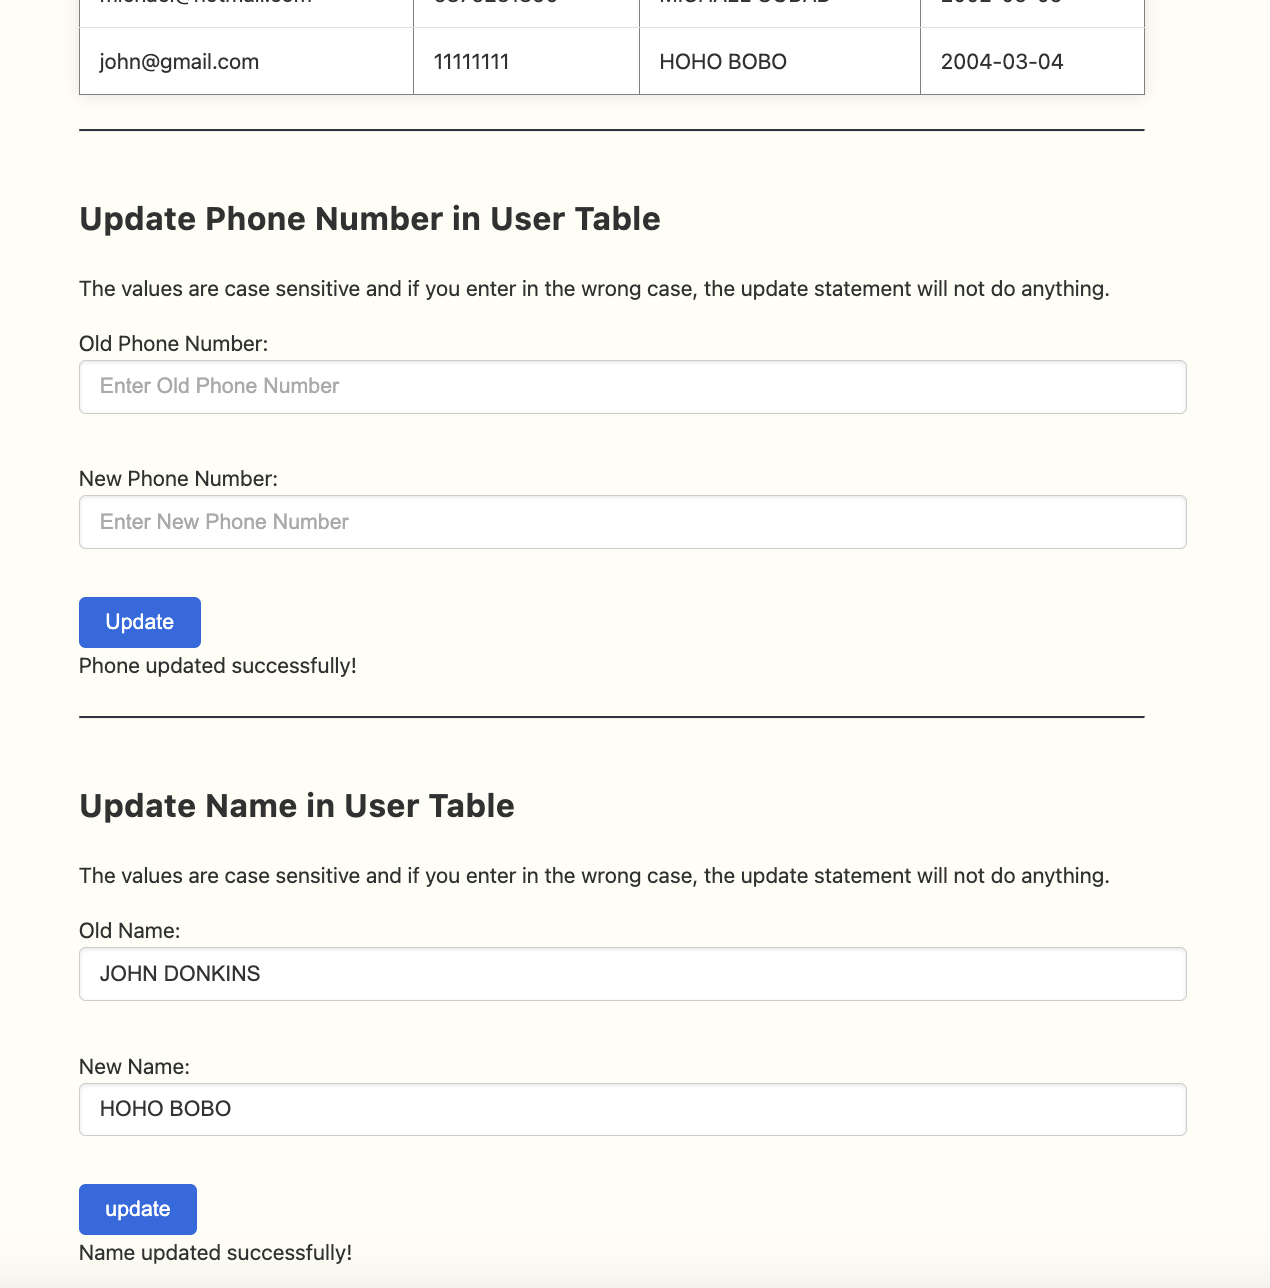 john@gmail.com 11111111 HOHO BOBO 2004-03-04
Update Phone Number in User Table
The values are case sensitive and if you enter in the wrong case, the update statement will not do anything.
Old Phone Number:
Enter Old Phone Number
New Phone Number:
Enter New Phone Number
Update
Phone updated successfully!
Update Name in User Table
The values are case sensitive and if you enter in the wrong case, the update statement will not do anything.
Old Name:
JOHN DONKINS
New Name:
HOHO BOBO
update
Name updated successfully!